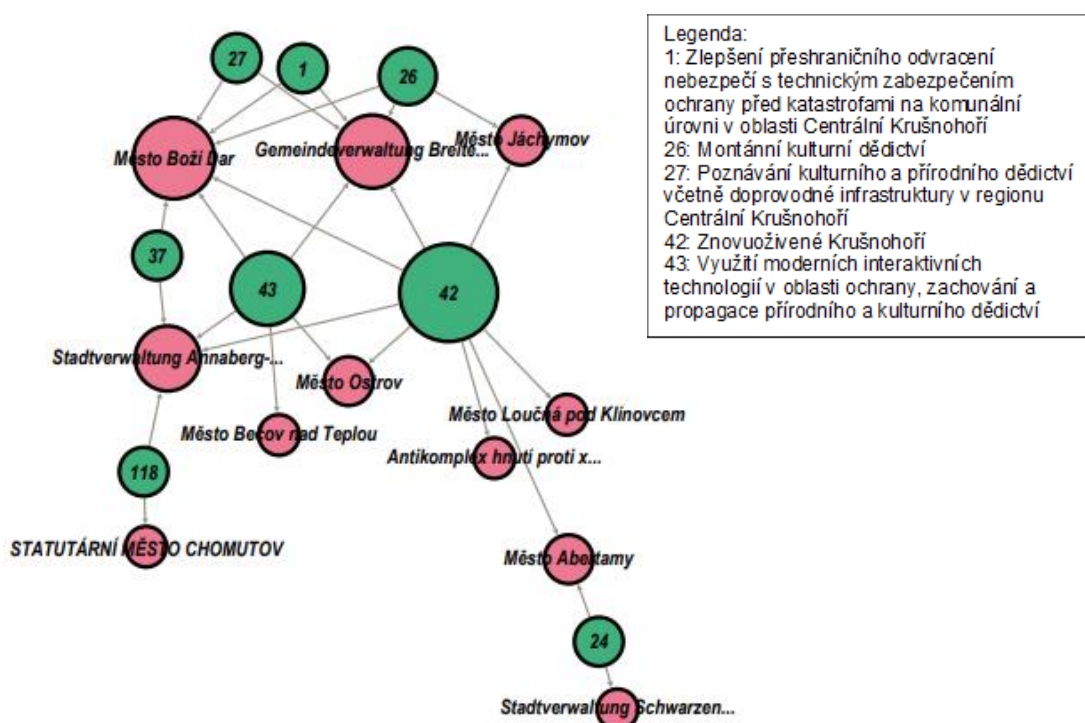 Legenda:
1: Zlepšení přeshraničního odvracení
nebezpečí s technickým zabezpečením
ochrany před katastrofami na komunální
úrovni v oblasti Centrální Krušnohoří
26: Montánní kulturní dědictví
27: Poznávání kulturního a přírodního dědictví
včetně doprovodné infrastruktury v regionu
Centrální Krušnohoří
42: Znovuoživené Krušnohoří
43: Využití moderních interaktivních
technologií v oblasti ochrany, zachování a
propagace přírodního a kulturního dědictví
27
1
26
Město Boží Dar
Gemeindeverwaltung Breite...
Město Jáchymov
37
43
42
Stadtverwaltung Annaberg-...
Město Ostrov
Město Bečov nad Teplou
Město Loučná pod Klínovcem
Antikomplex hnutí proti x...
118
STATUTÁRNÍ MĚSTO CHOMUTOV
Město Abertamy
24
Stadtverwaltung Schwarzen...